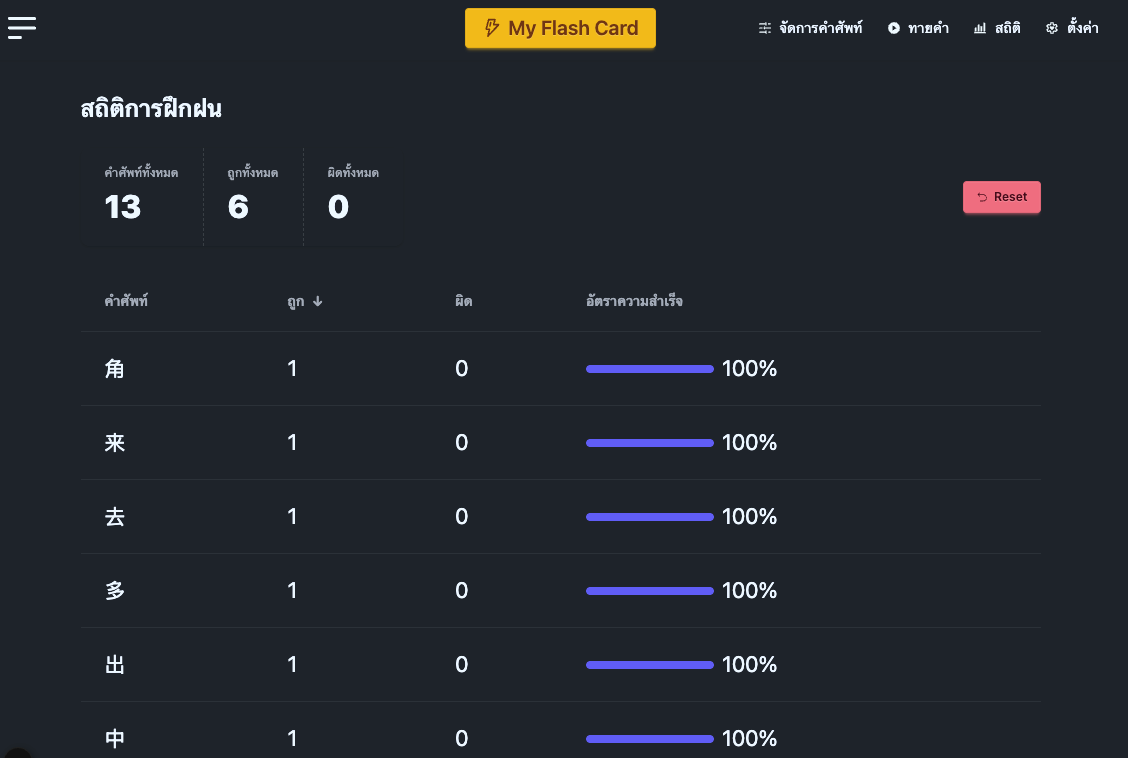 My Flash Card
จัดการคำศัพท์ ทายคำ สถิติ ตั้งค่า
สถิติการฝึกฝน
คำศัพท์ทั้งหมด ถูกทั้งหมด ผิดทั้งหมด
13 6 0
Reset
คำศัพท์ ถูก ผิด อัตราความสำเร็จ
角 1 0 100%
来 1 0 100%
去 1 0 100%
多 1 0 100%
出 1 0 100%
中 1 0 100%